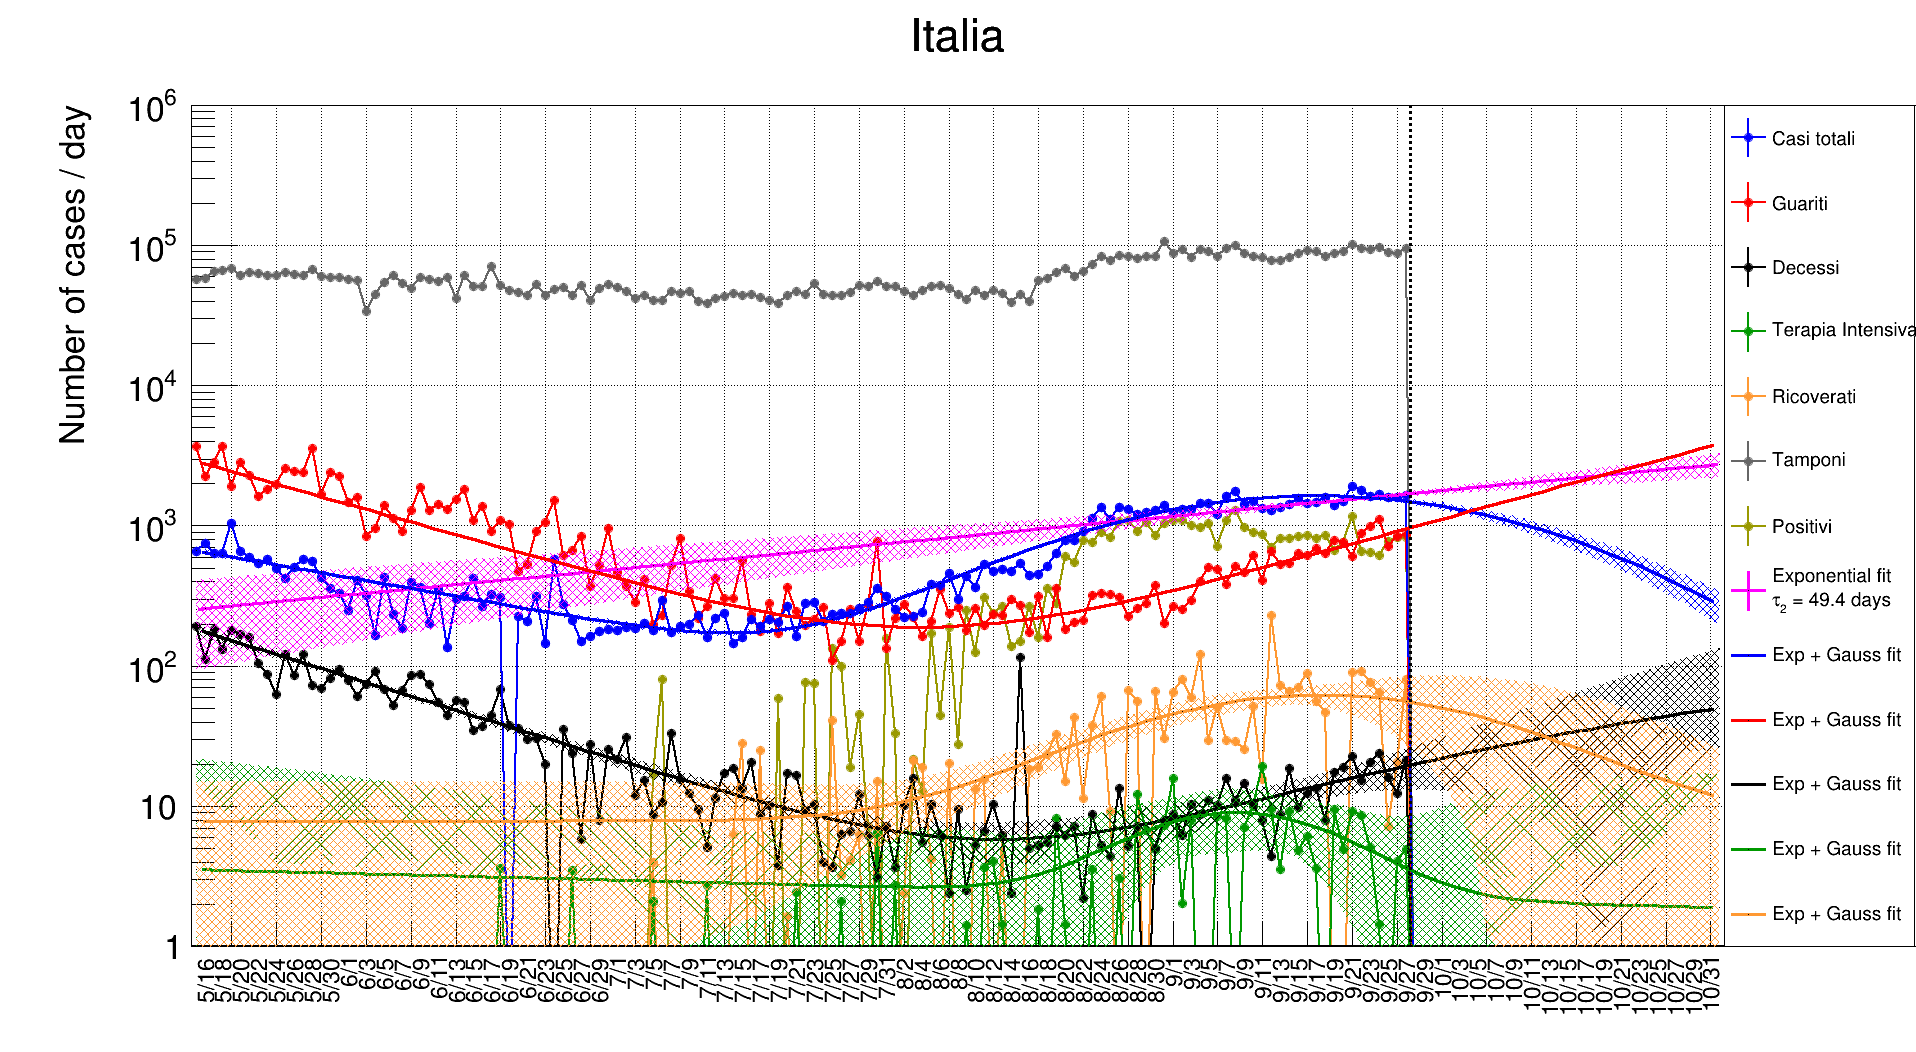 Italia
Number of cases / day
10⁶
10⁵
10⁴
10³
10²
10
1
5/16 5/18 5/20 5/22 5/24 5/26 5/28 5/30 6/1 6/3 6/5 6/7 6/9 6/11 6/13 6/15 6/17 6/19 6/21 6/23 6/25 6/27 6/29 7/1 7/3 7/5 7/7 7/9 7/11 7/13 7/15 7/17 7/19 7/21 7/23 7/25 7/27 7/29 7/31 8/2 8/4 8/6 8/8 8/10 8/12 8/14 8/16 8/18 8/20 8/22 8/24 8/26 8/28 8/30 9/1 9/3 9/5 9/7 9/9 9/11 9/13 9/15 9/17 9/19 9/21 9/23 9/25 9/27 9/29 10/1 10/3 10/5 10/7 10/9 10/11 10/13 10/15 10/17 10/19 10/21 10/23 10/25 10/27 10/29 10/31
Casi totali
Guariti
Decessi
Terapia Intensiva
Ricoverati
Tamponi
Positivi
Exponential fit
τ₂ = 49.4 days
Exp + Gauss fit
Exp + Gauss fit
Exp + Gauss fit
Exp + Gauss fit
Exp + Gauss fit